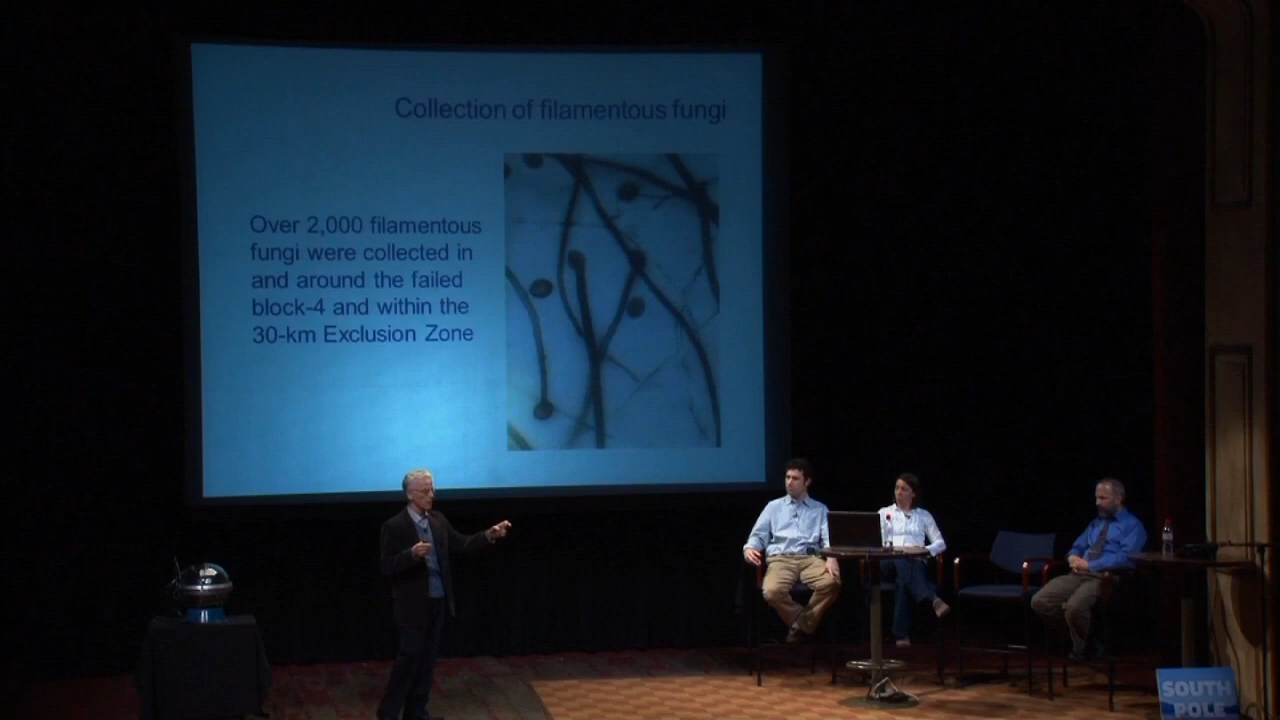 Collection of filamentous fungi
Over 2,000 filamentous
fungi were collected in
and around the failed
block-4 and within the
30-km Exclusion Zone
SOUTH
POLE